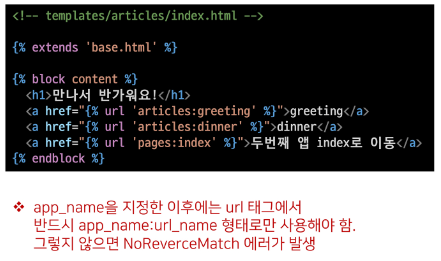 <!-- templates/articles/index.html -->
{% extends 'base.html' %}
{% block content %}
<h1>만나서 반가워요!</h1>
<a href="{% url 'articles:greeting' %}">greeting</a>
<a href="{% url 'articles:dinner' %}">dinner</a>
<a href="{% url 'pages:index' %}">두번째 앱 index로 이동</a>
{% endblock %}
❖ app_name을 지정한 이후에는 url 태그에서
반드시 app_name:url_name 형태로만 사용해야 함.
그렇지 않으면 NoReverceMatch 에러가 발생